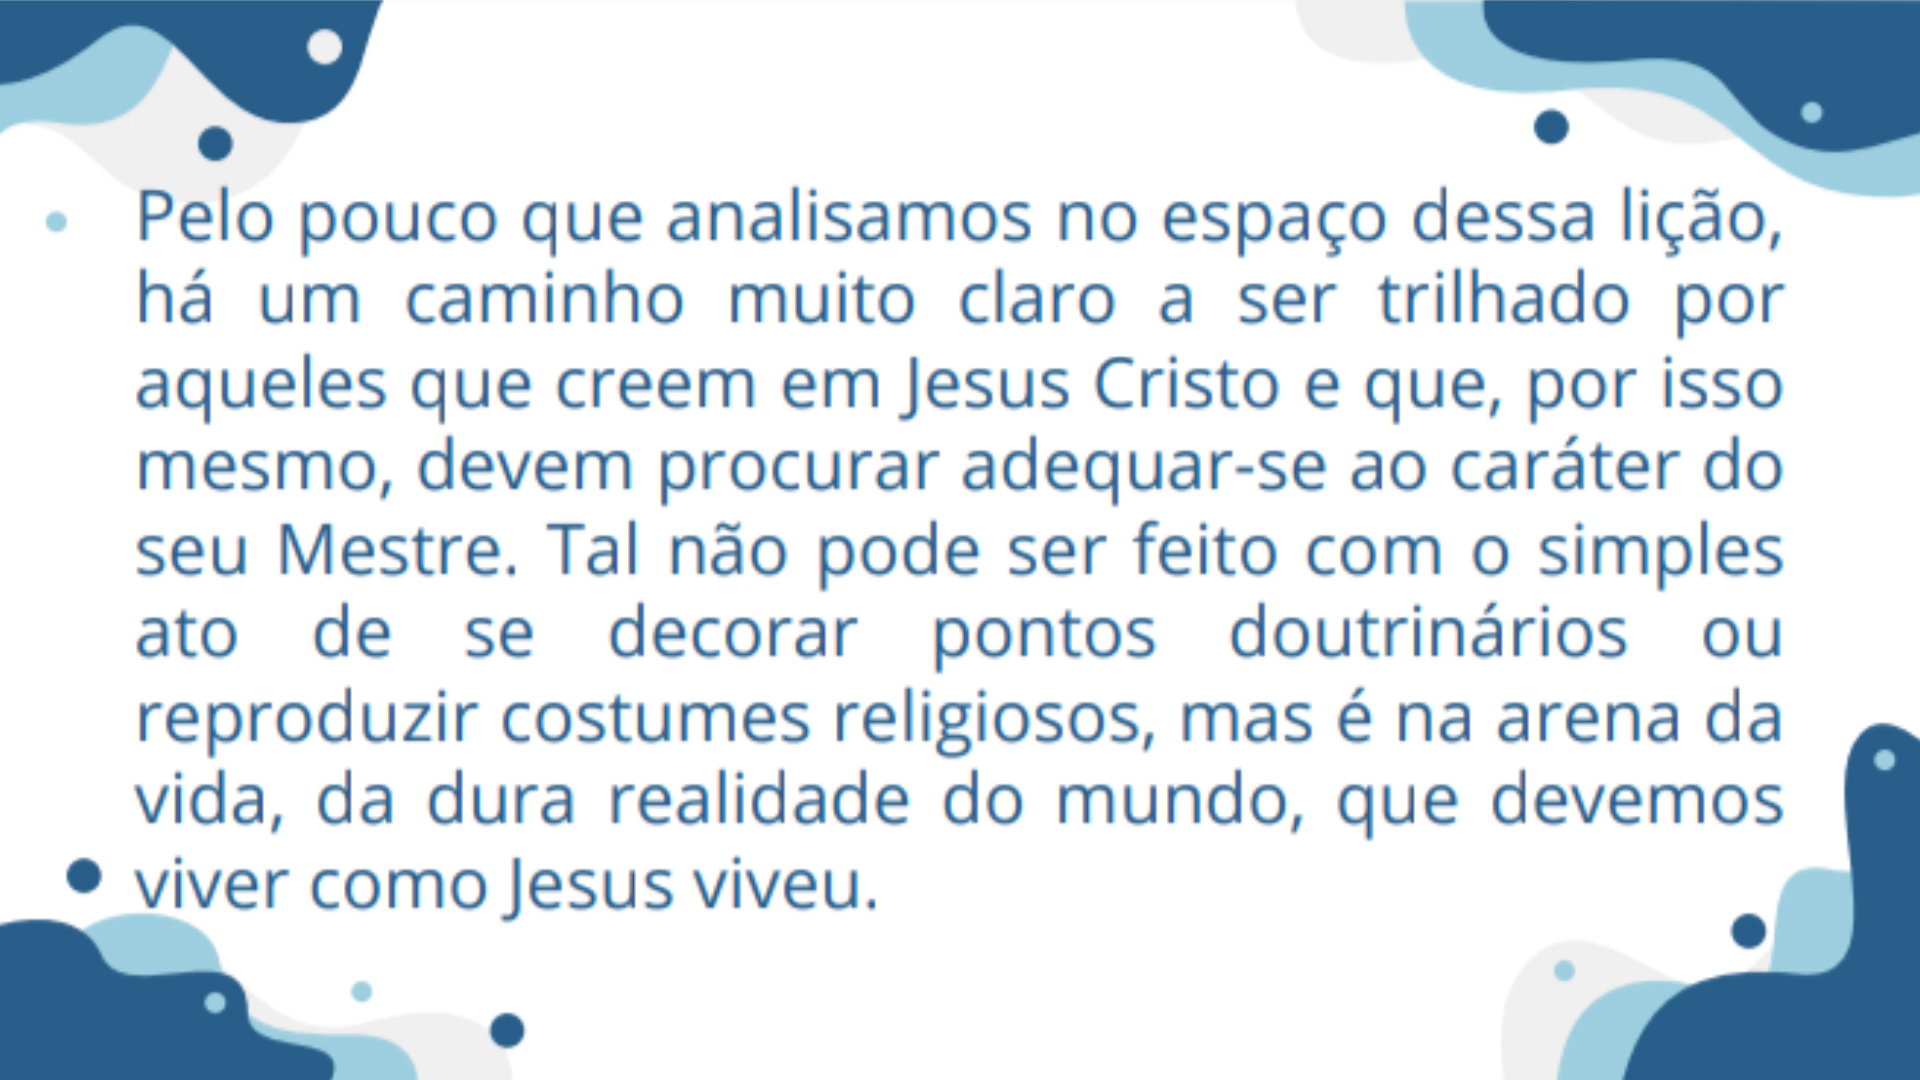 Pelo pouco que analisamos no espaço dessa lição,
há um caminho muito claro a ser trilhado por
aqueles que creem em Jesus Cristo e que, por isso
mesmo, devem procurar adequar-se ao caráter do
seu Mestre. Tal não pode ser feito com o simples
ato de se decorar pontos doutrinários ou
reproduzir costumes religiosos, mas é na arena da
vida, da dura realidade do mundo, que devemos
viver como Jesus viveu.